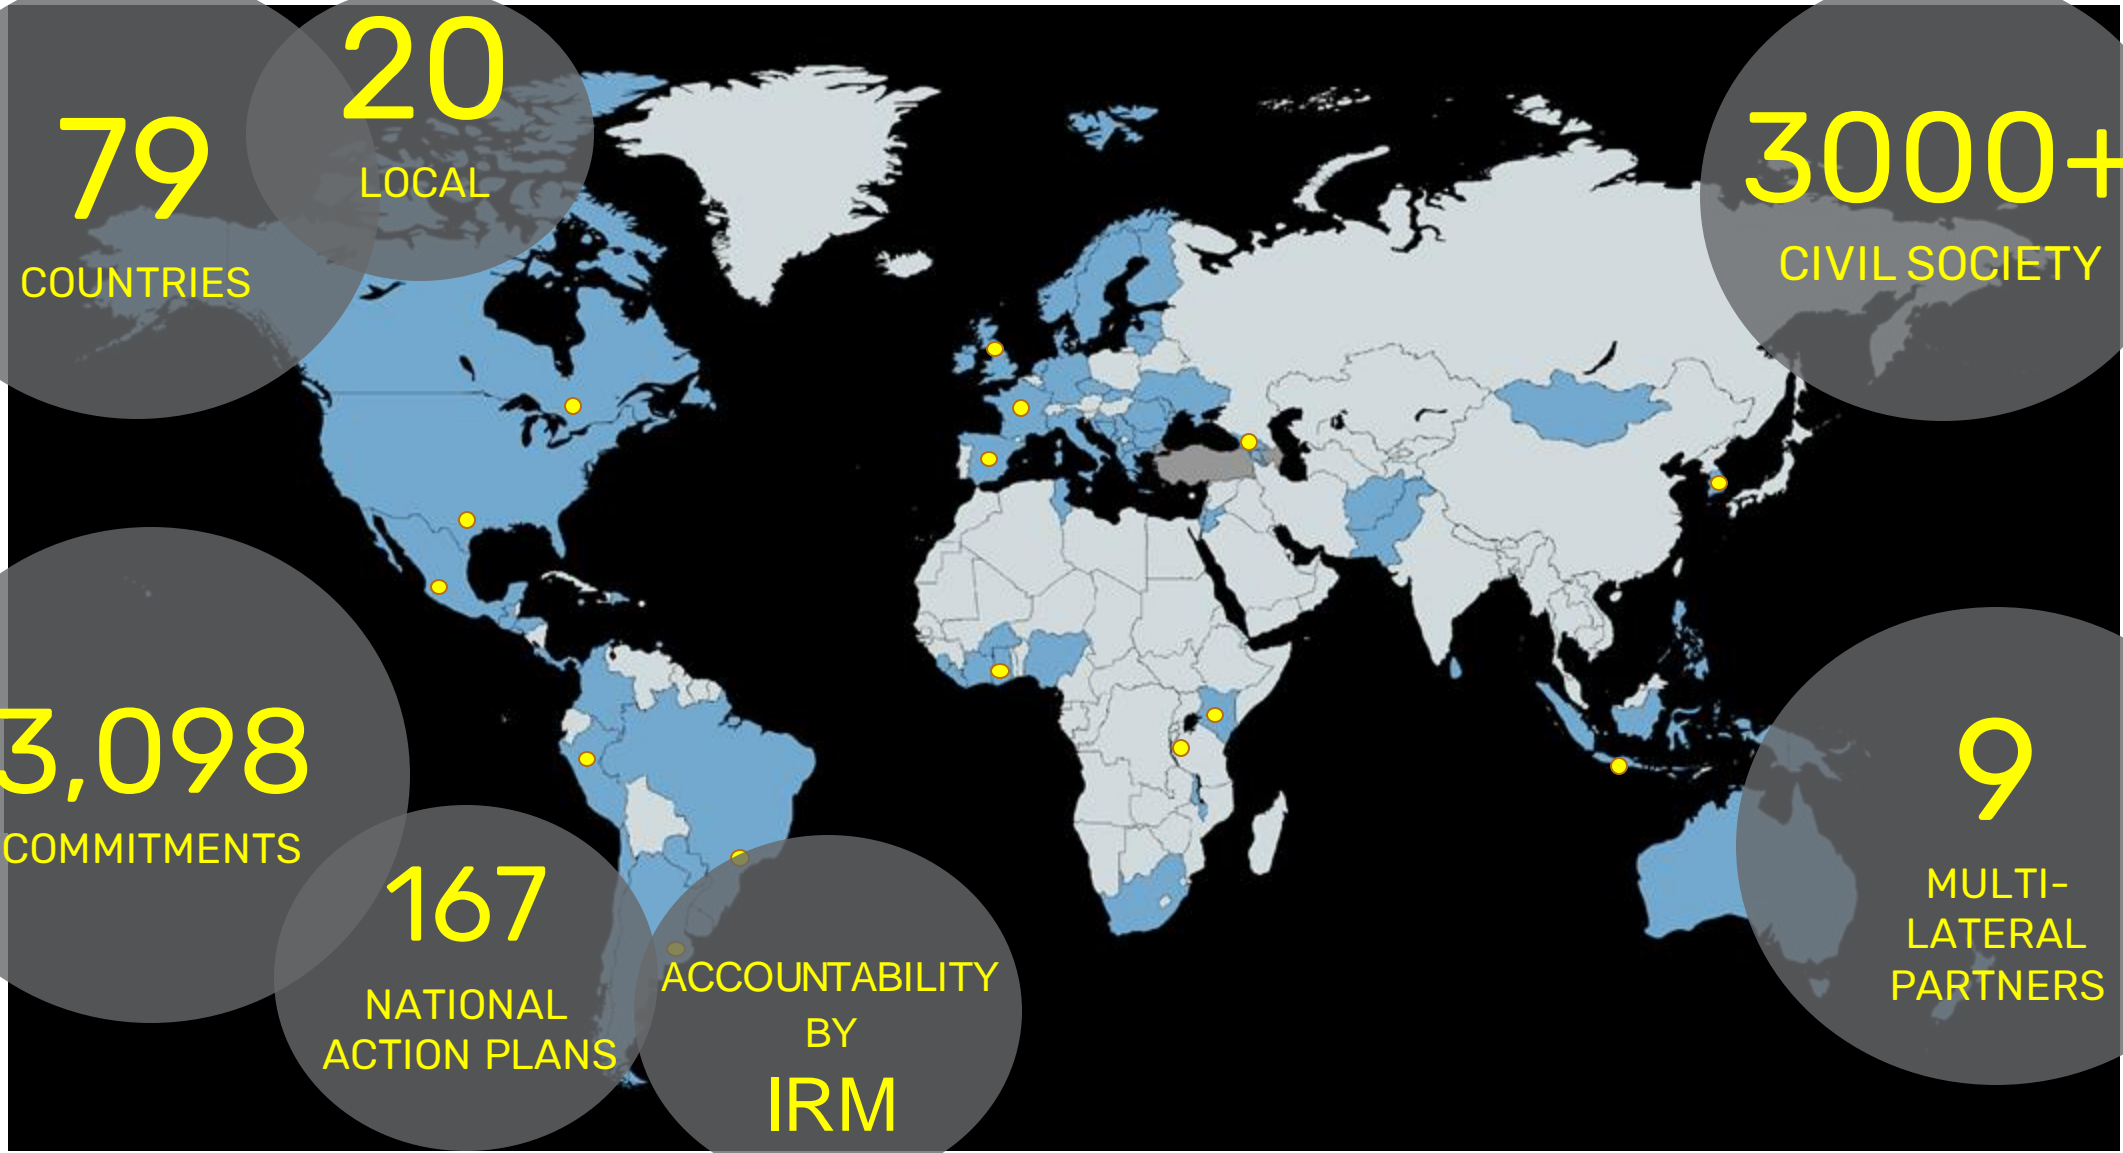 79
COUNTRIES
20
LOCAL
3000+
CIVIL SOCIETY
3,098
COMMITMENTS
167
NATIONAL
ACTION PLANS
ACCOUNTABILITY
BY
IRM
9
MULTI-
LATERAL
PARTNERS